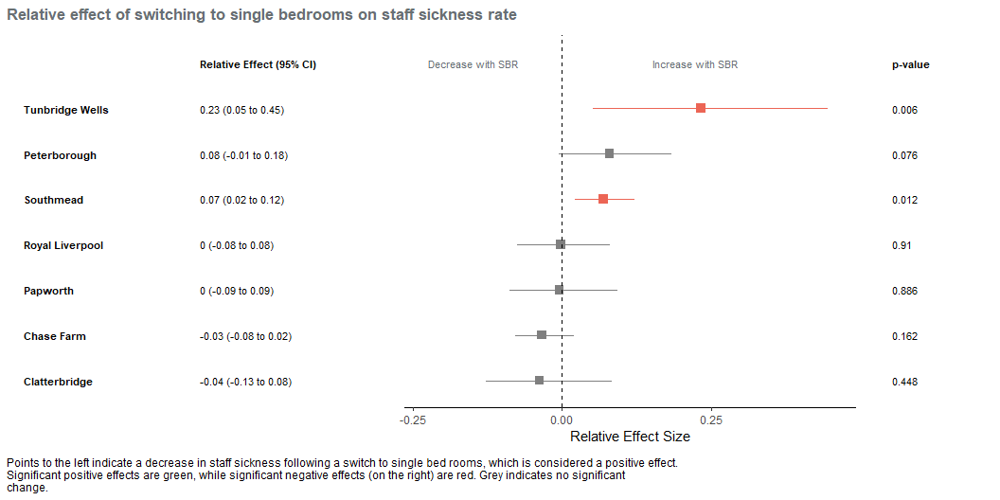 Relative effect of switching to single bedrooms on staff sickness rate
Relative Effect (95% CI) Decrease with SBR Increase with SBR p-value
Tunbridge Wells 0.23 (0.05 to 0.45) 0.006
Peterborough 0.08 (-0.01 to 0.18) 0.076
Southmead 0.07 (0.02 to 0.12) 0.012
Royal Liverpool 0 (-0.08 to 0.08) 0.91
Papworth 0 (-0.09 to 0.09) 0.886
Chase Farm -0.03 (-0.08 to 0.02) 0.162
Clatterbridge -0.04 (-0.13 to 0.08) 0.448
-0.25 0.00 0.25
Relative Effect Size
Points to the left indicate a decrease in staff sickness following a switch to single bed rooms, which is considered a positive effect.
Significant positive effects are green, while significant negative effects (on the right) are red. Grey indicates no significant
change.